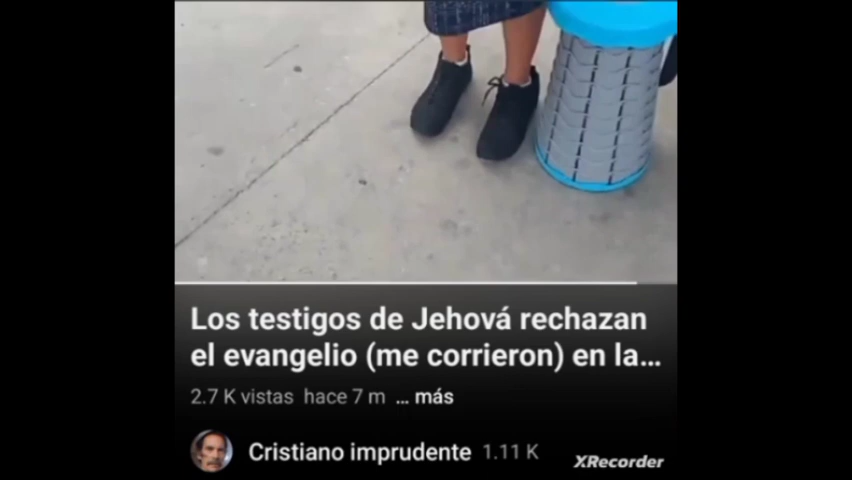 Los testigos de Jehová rechazan
el evangelio (me corrieron) en la...
2.7 K vistas hace 7 m ... más
Cristiano imprudente 1.11 K
XRecorder